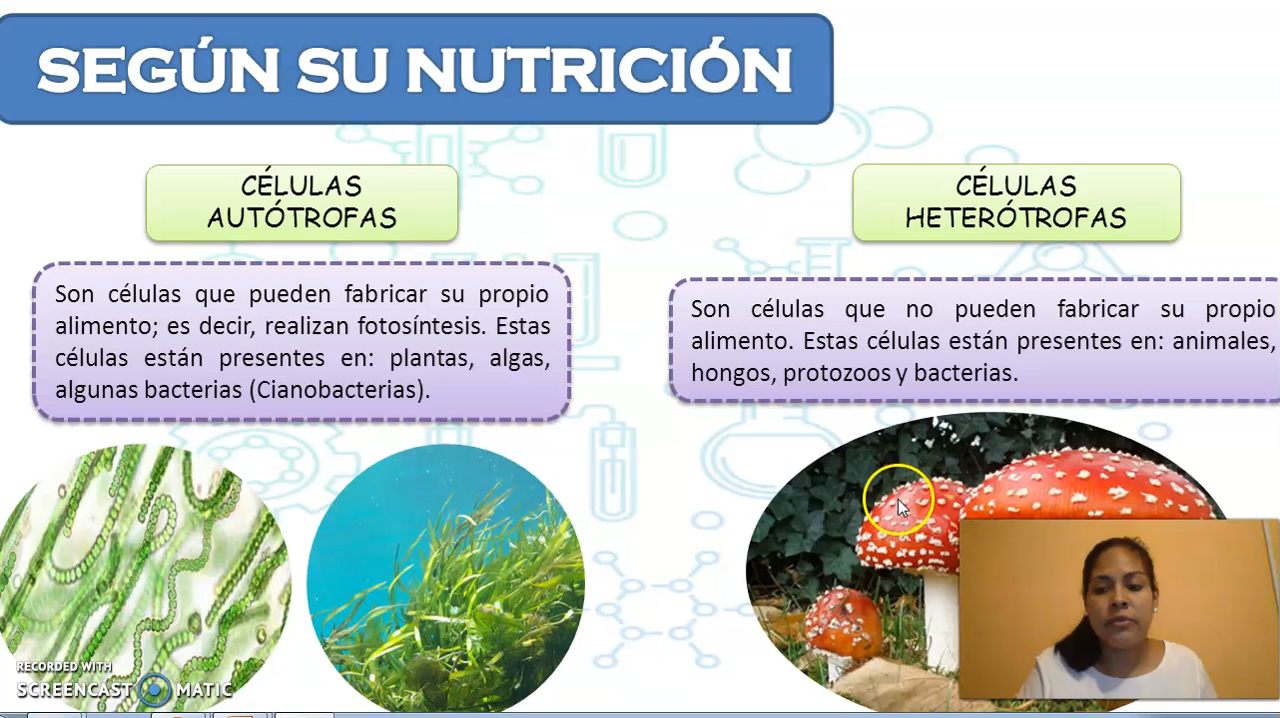 SEGÚN SU NUTRICIÓN
CÉLULAS
AUTÓTROFAS
Son células que pueden fabricar su propio
alimento; es decir, realizan fotosíntesis. Estas
células están presentes en: plantas, algas,
algunas bacterias (Cianobacterias).
CÉLULAS
HETERÓTROFAS
Son células que no pueden fabricar su propio
alimento. Estas células están presentes en: animales,
hongos, protozoos y bacterias.
RECORDED WITH
SCREENCAST MATIC